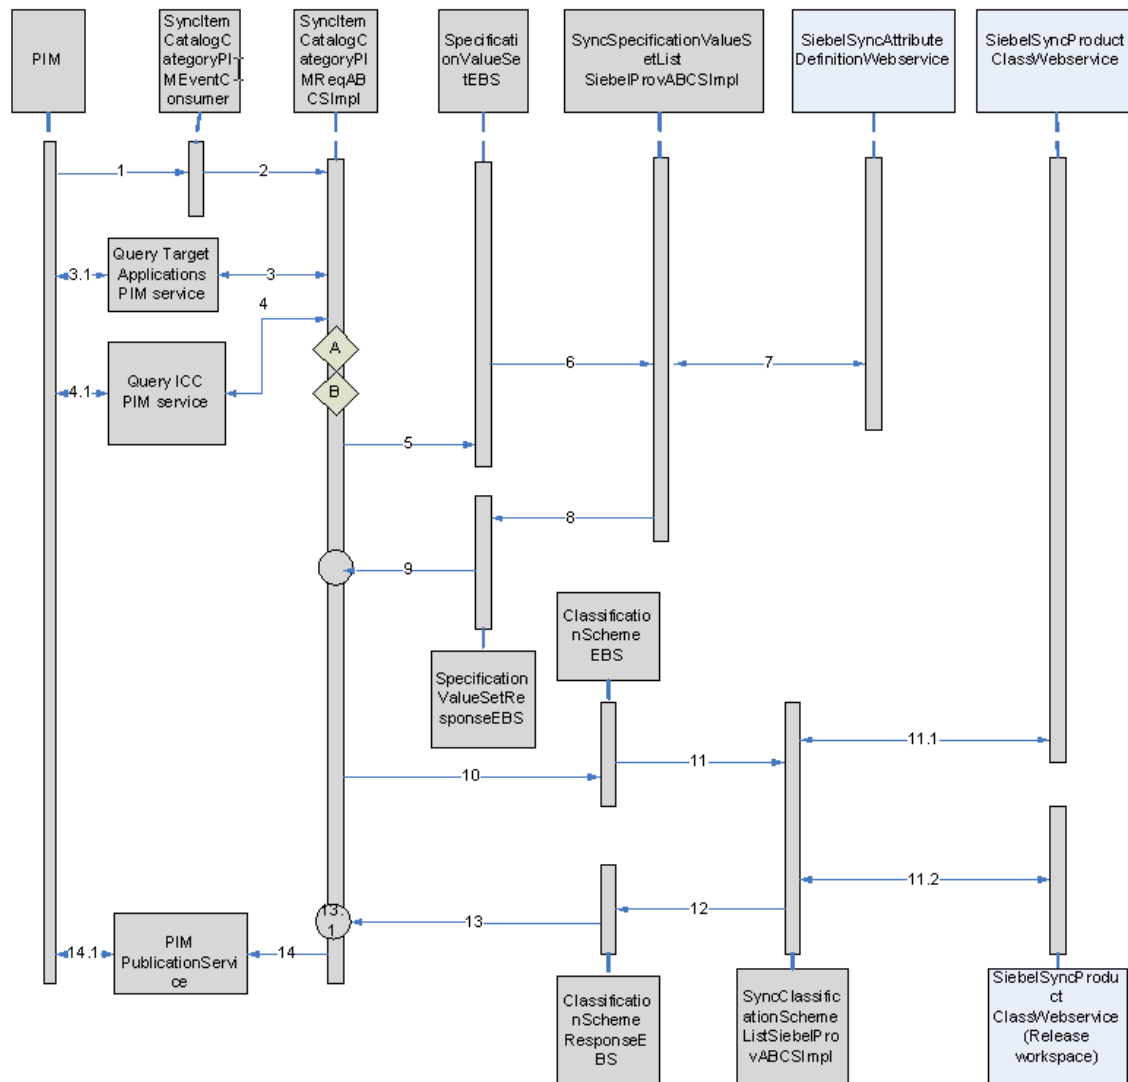 PIM
SyncItem
CatalogC
ategoryPI-
MEventC
onsumer
SyncItem
CatalogC
ategoryPI
MReqAB
CSImpl
Specificati
onValueSe
tEBS
SyncSpecificationValueS
etList
SiebelProvABCSImpl
SiebelSyncAttribute
DefinitionWebservice
SiebelSyncProduct
ClassWebservice
1
2
Query Target
Applications
PIM service
3.1
3
4
A
Query ICC
PIM service
4.1
B
6
7
5
8
9
Classificatio
nScheme
EBS
Specification
ValueSetRe
sponseEBS
11.1
11
10
11.2
12
13
13.
1
PIM
PublicationServi
ce
14.1
14
Classificatio
nScheme
ResponseE
BS
SyncClassific
ationScheme
ListSiebelPro
vABCSImpl
SiebelSyncProdu
ct
ClassWebservice
(Release
workspace)